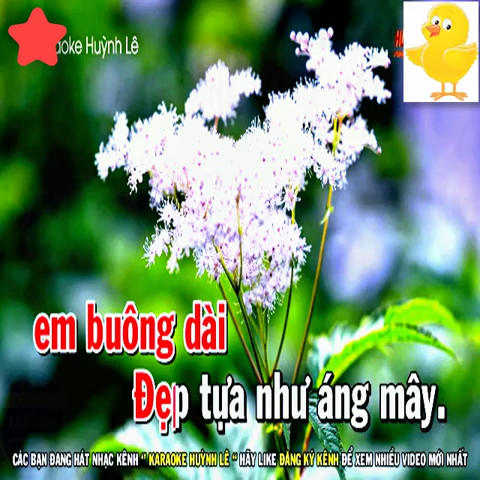 aoke Huỳnh Lê
em buông dài
Đẹp tựa như áng mây.
CÁC BẠN ĐANG HÁT NHẠC KÊNH " KARAOKE HUỲNH LÊ " HÃY LIKE ĐĂNG KÝ KÊNH ĐỂ XEM NHIỀU VIDEO MỚI NHẤT